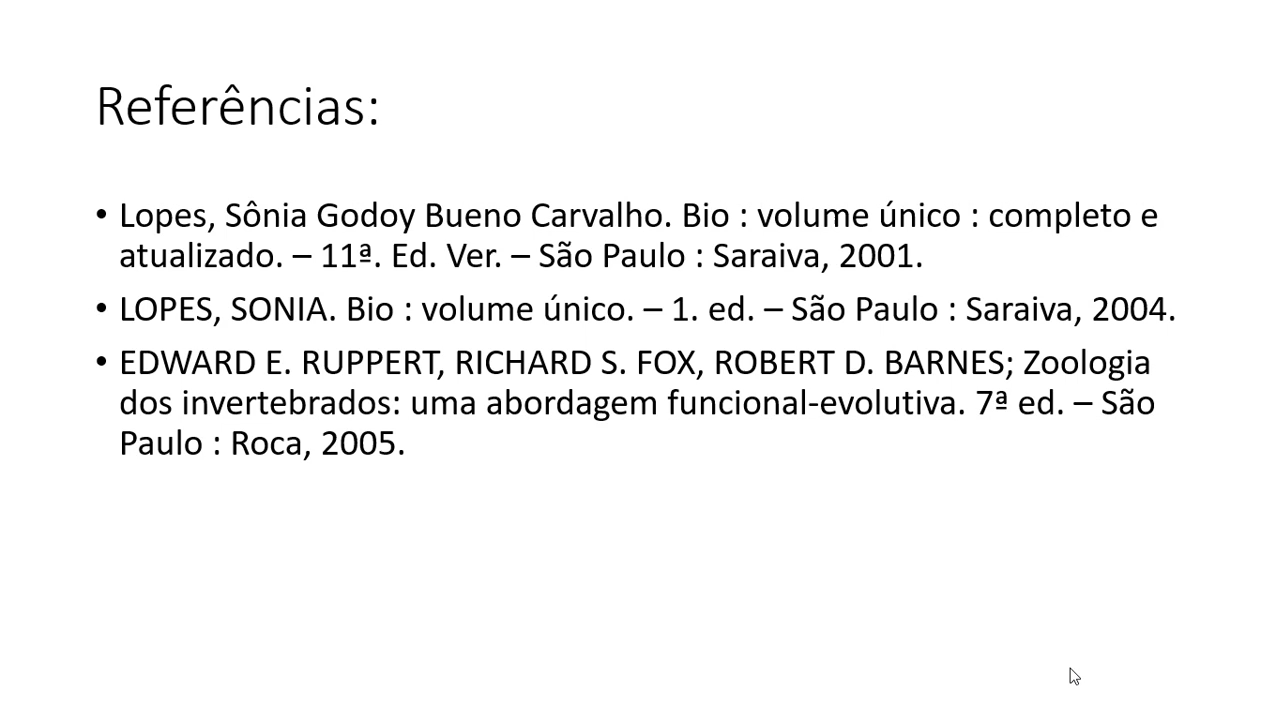 Referências:
• Lopes, Sônia Godoy Bueno Carvalho. Bio : volume único : completo e
atualizado. – 11ª. Ed. Ver. – São Paulo : Saraiva, 2001.
• LOPES, SONIA. Bio : volume único. – 1. ed. – São Paulo : Saraiva, 2004.
• EDWARD E. RUPPERT, RICHARD S. FOX, ROBERT D. BARNES; Zoologia
dos invertebrados: uma abordagem funcional-evolutiva. 7ª ed. – São
Paulo : Roca, 2005.